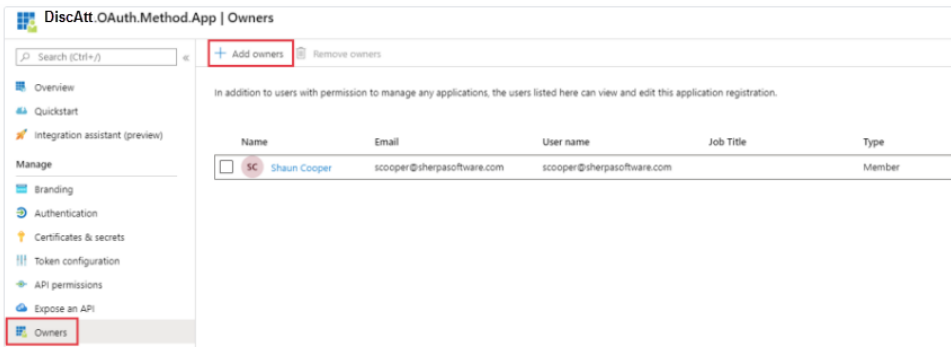 DiscAtt.OAuth.Method.App | Owners
Search (Ctrl+/)
«
Add owners
Remove owners
Overview
Quickstart
Integration assistant (preview)
Manage
Branding
Authentication
Certificates & secrets
Token configuration
API permissions
Expose an API
Owners
In addition to users with permission to manage any applications, the users listed here can view and edit this application registration.
Name Email User name Job Title Type
SC Shaun Cooper scooper@sherpasoftware.com scooper@sherpasoftware.com Member